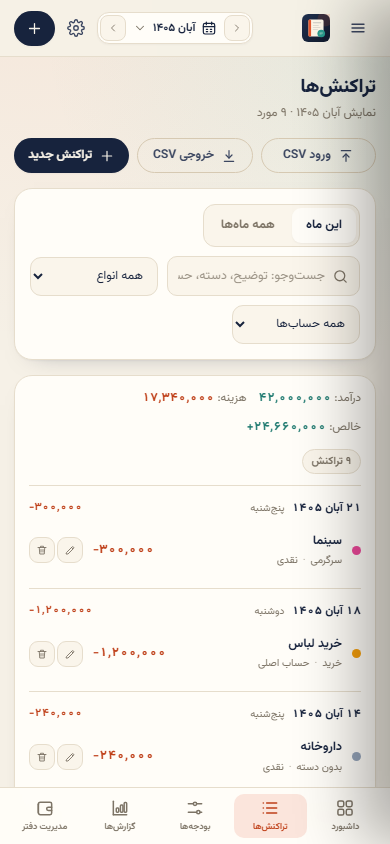 آبان ۱۴۰۵
تراکنش‌ها
نمایش آبان ۱۴۰۵ · ۹ مورد
ورود CSV
خروجی CSV
تراکنش جدید
این ماه
همه ماه‌ها
جست‌وجو: توضیح، دسته، حس
همه انواع
همه حساب‌ها
درآمد: ۴۲,۰۰۰,۰۰۰ هزینه: ۱۷,۳۴۰,۰۰۰
خالص: +۲۴,۶۶۰,۰۰۰
۹ تراکنش
۲۱ آبان ۱۴۰۵ پنج‌شنبه -۳۰۰,۰۰۰
سینما
-۳۰۰,۰۰۰
سرگرمی · نقدی
۱۸ آبان ۱۴۰۵ دوشنبه -۱,۲۰۰,۰۰۰
خرید لباس
-۱,۲۰۰,۰۰۰
خرید · حساب اصلی
۱۴ آبان ۱۴۰۵ پنج‌شنبه -۲۴۰,۰۰۰
داروخانه
-۲۴۰,۰۰۰
بدون دسته · نقدی
داشبورد
تراکنش‌ها
بودجه‌ها
گزارش‌ها
مدیریت دفتر